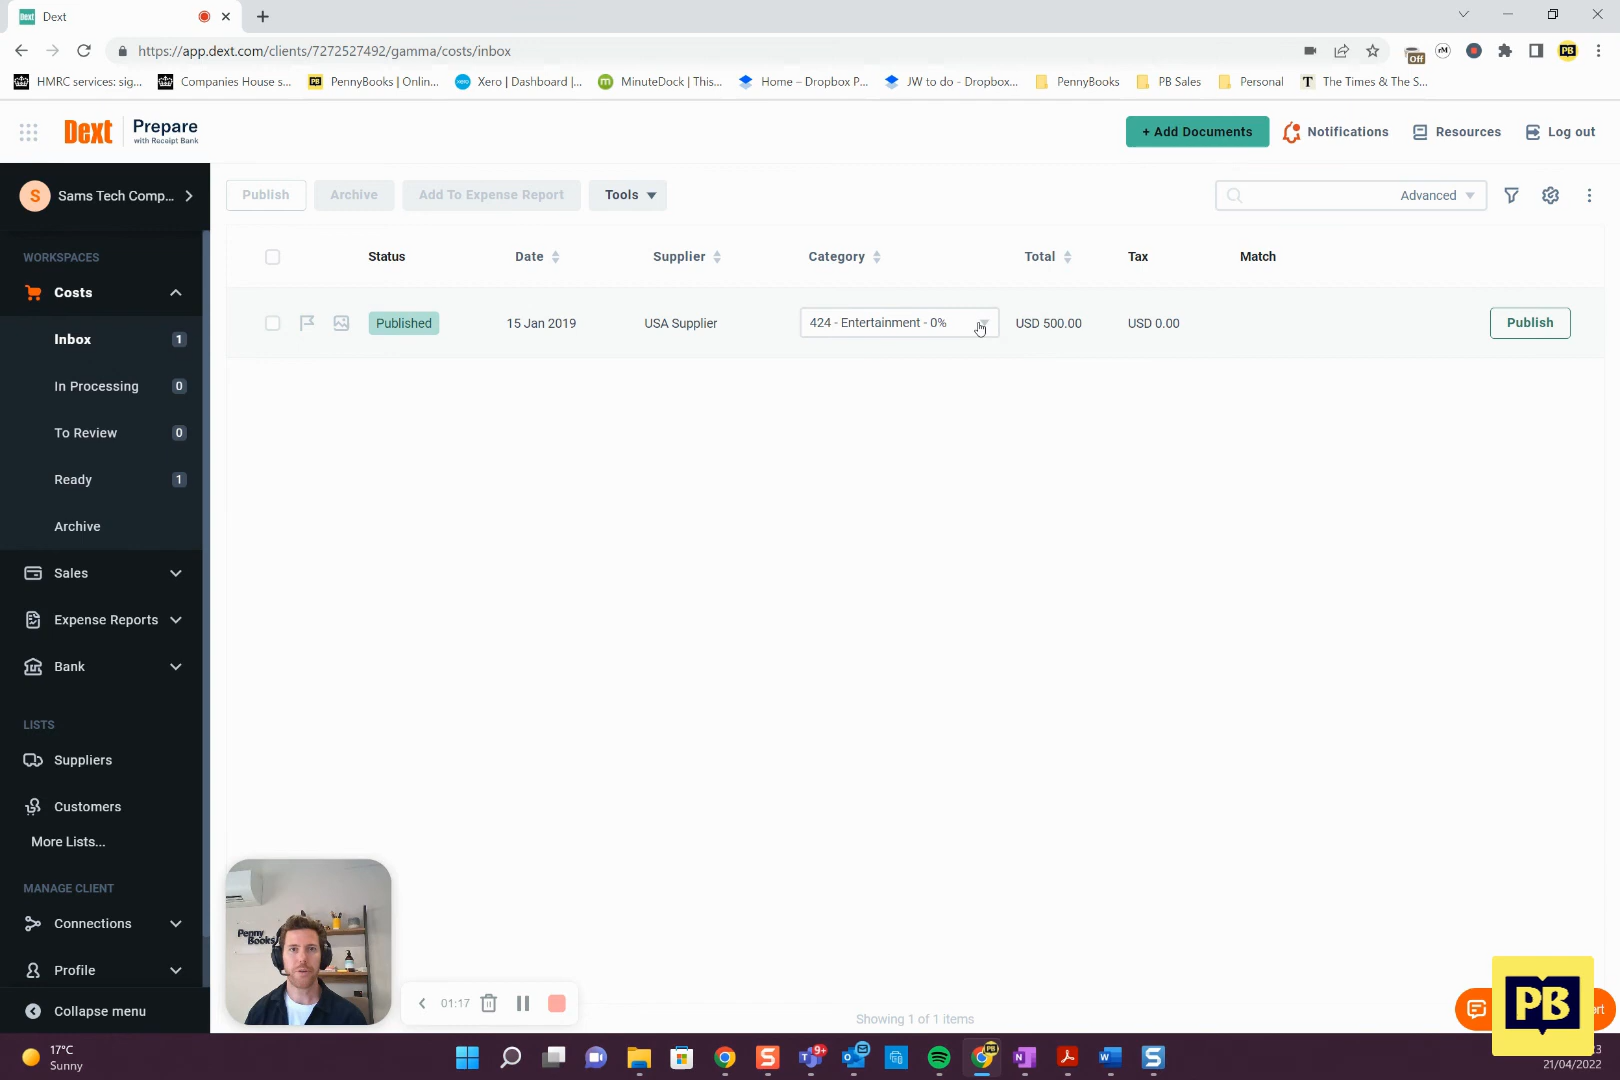 Dext
https://app.dext.com/clients/7272527492/gamma/costs/inbox
Off
rM
PB
HMRC services: sig...
Companies House s...
PennyBooks | Onlin...
Xero | Dashboard |...
MinuteDock | This...
Home – Dropbox P...
JW to do - Dropbox...
PennyBooks
PB Sales
Personal
The Times & The S...
Dext
Prepare
with Receipt Bank
+ Add Documents
Notifications
Resources
Log out
S
Sams Tech Comp...
Publish
Archive
Add To Expense Report
Tools
Advanced
WORKSPACES
Costs
Inbox
1
In Processing
0
To Review
0
Ready
1
Archive
Sales
Expense Reports
Bank
LISTS
Suppliers
Customers
More Lists...
MANAGE CLIENT
Connections
Profile
Collapse menu
Status
Date
Supplier
Category
Total
Tax
Match
Published
15 Jan 2019
USA Supplier
424 - Entertainment - 0%
USD 500.00
USD 0.00
Publish
Penny
Books
01:17
Showing 1 of 1 items
PB
17°C
Sunny
9+
21/04/2022